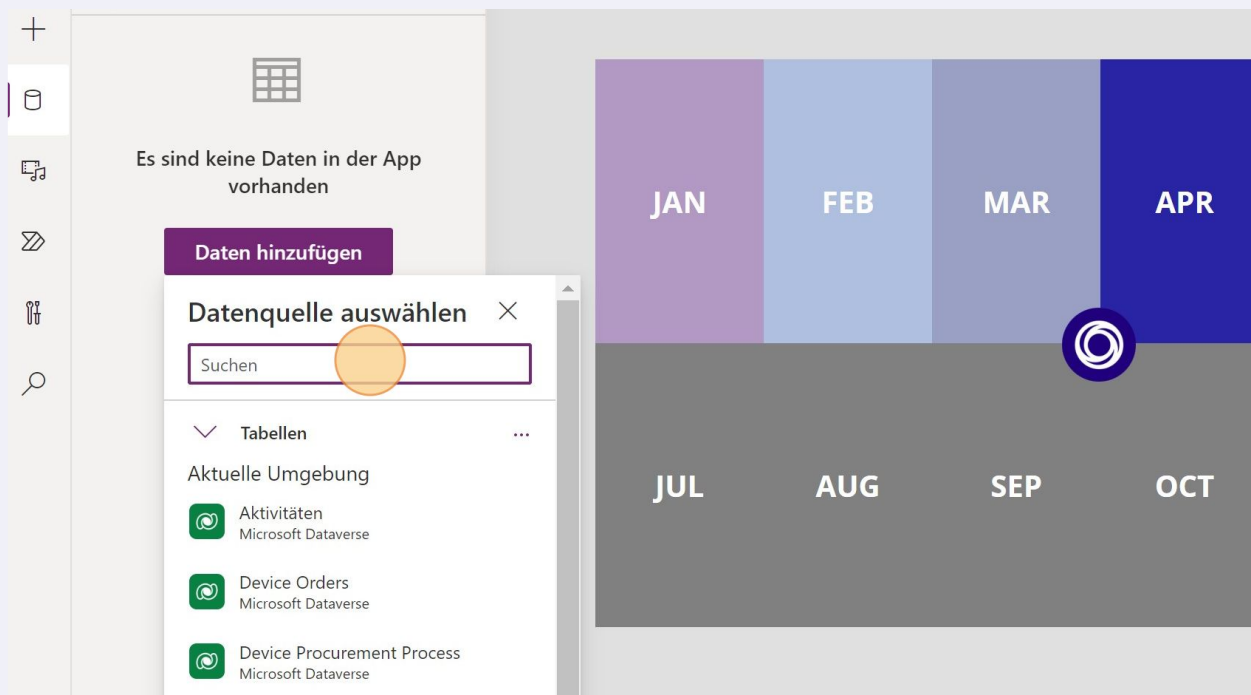 Es sind keine Daten in der App
vorhanden
Daten hinzufügen
Datenquelle auswählen
Suchen
Tabellen
...
Aktuelle Umgebung
Aktivitäten
Microsoft Dataverse
Device Orders
Microsoft Dataverse
Device Procurement Process
Microsoft Dataverse
JAN FEB MAR APR
JUL AUG SEP OCT